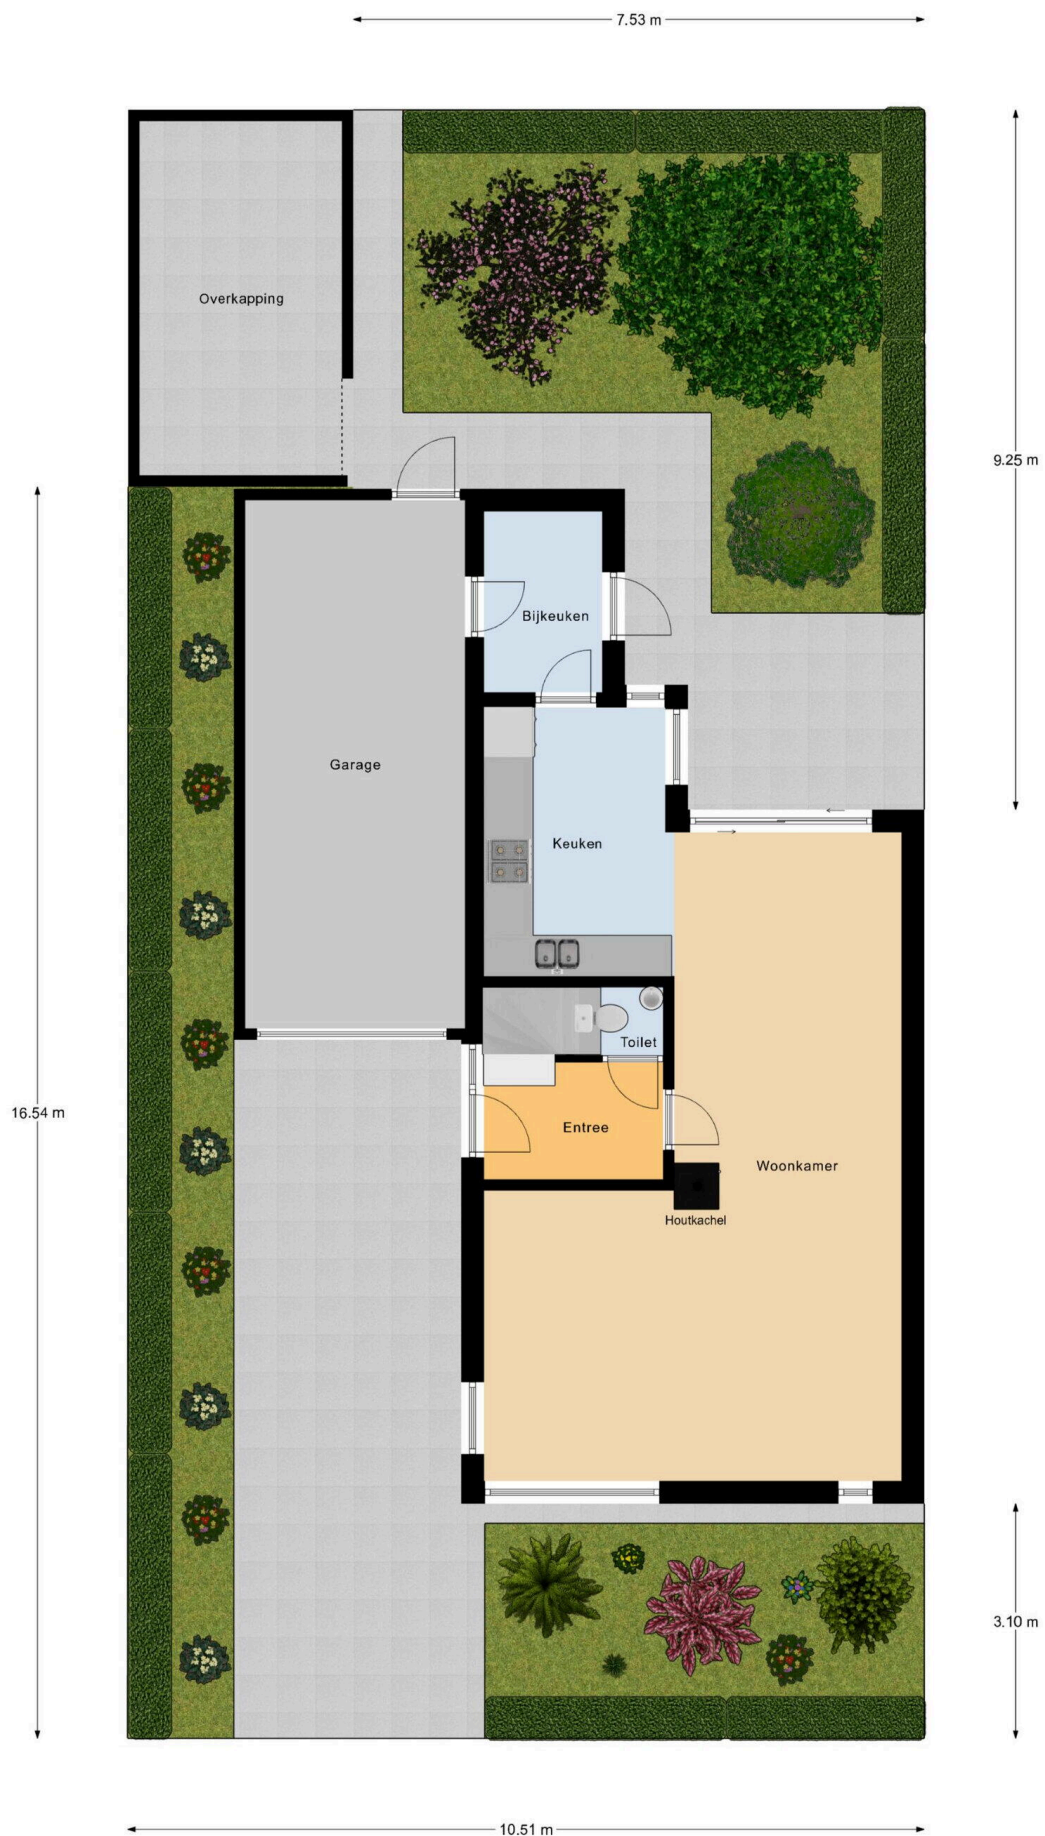 7.53 m
Overkapping
9.25 m
Bijkeuken
Garage
Keuken
Toilet
16.54 m
Entree
Woonkamer
Houtkachel
3.10 m
10.51 m